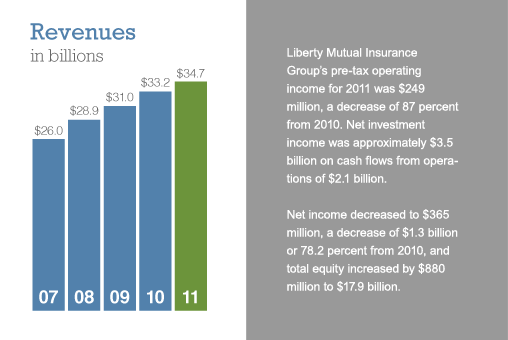 Revenues
in billions
$26.0
$28.9
$31.0
$33.2
$34.7
07 08 09 10 11
Liberty Mutual Insurance
Group's pre-tax operating
income for 2011 was $249
million, a decrease of 87 percent
from 2010. Net investment
income was approximately $3.5
billion on cash flows from opera-
tions of $2.1 billion.
Net income decreased to $365
million, a decrease of $1.3 billion
or 78.2 percent from 2010, and
total equity increased by $880
million to $17.9 billion.